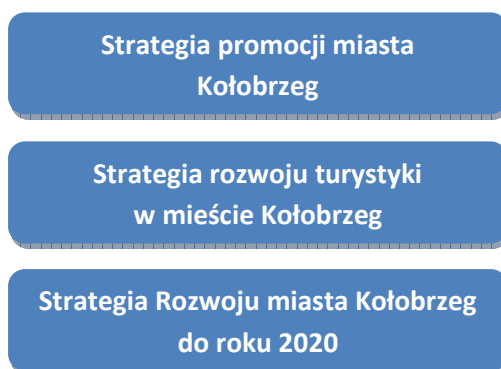 Strategia promocji miasta
Kołobrzeg
Strategia rozwoju turystyki
w mieście Kołobrzeg
Strategia Rozwoju miasta Kołobrzeg
do roku 2020